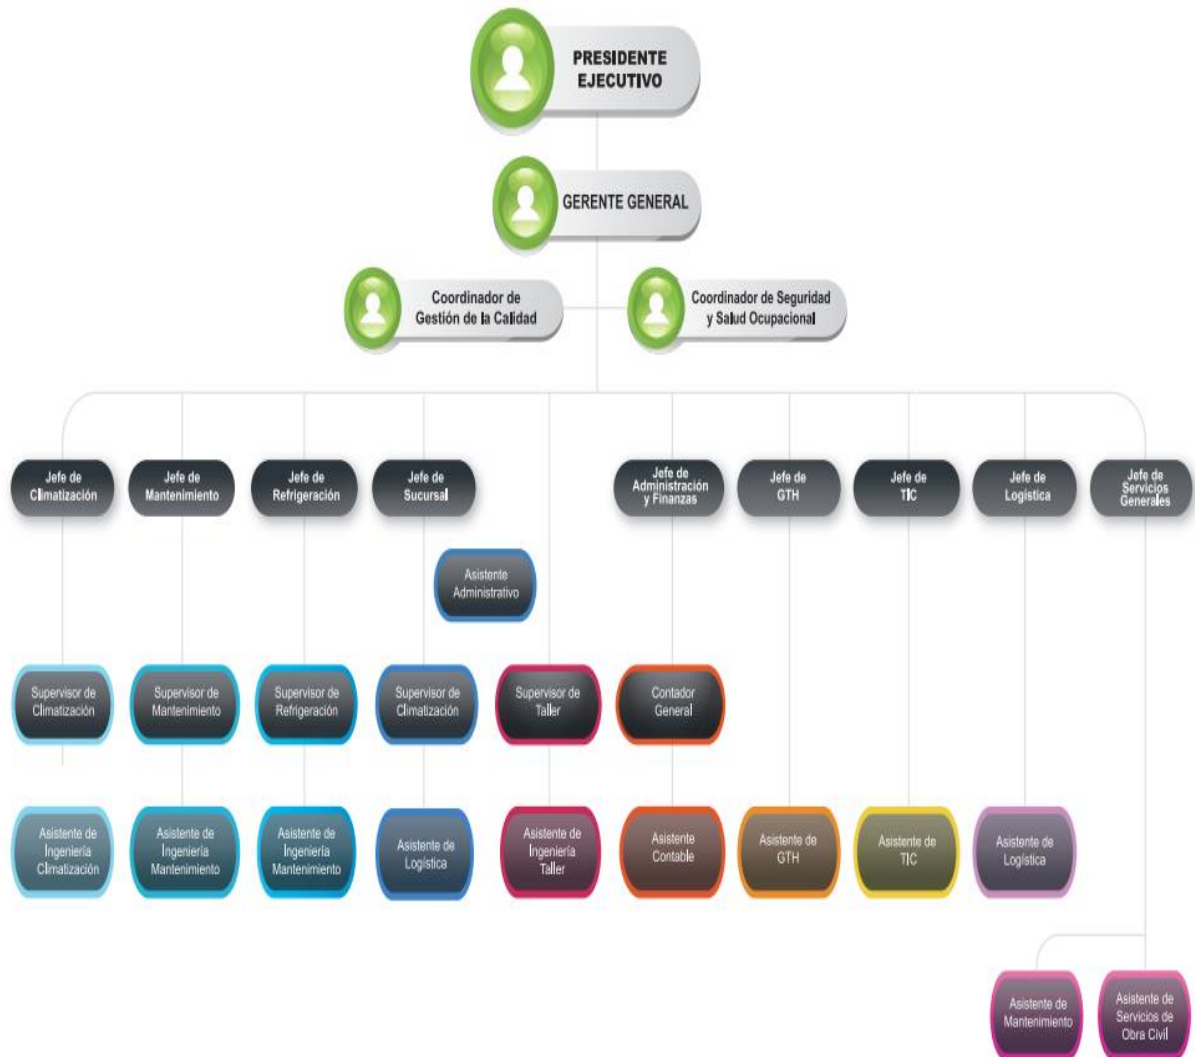 PRESIDENTE
EJECUTIVO
GERENTE GENERAL
Coordinador de
Gestión de la Calidad
Coordinador de Seguridad
y Salud Ocupacional
Jefe de
Climatización
Jefe de
Mantenimiento
Jefe de
Refrigeración
Jefe de
Sucursal
Jefe de
Administración
y Finanzas
Jefe de
GTH
Jefe de
TIC
Jefe de
Logística
Jefe de
Servicios
Generales
Asistente
Administrativo
Supervisor de
Climatización
Supervisor de
Mantenimiento
Supervisor de
Refrigeración
Supervisor de
Climatización
Supervisor de
Taller
Contador
General
Asistente de
Ingeniería
Climatización
Asistente de
Ingeniería
Mantenimiento
Asistente de
Ingeniería
Mantenimiento
Asistente de
Logística
Asistente de
Ingeniería
Taller
Asistente
Contable
Asistente de
GTH
Asistente de
TIC
Asistente de
Logística
Asistente de
Mantenimiento
Asistente de
Servicios de
Obra Civil